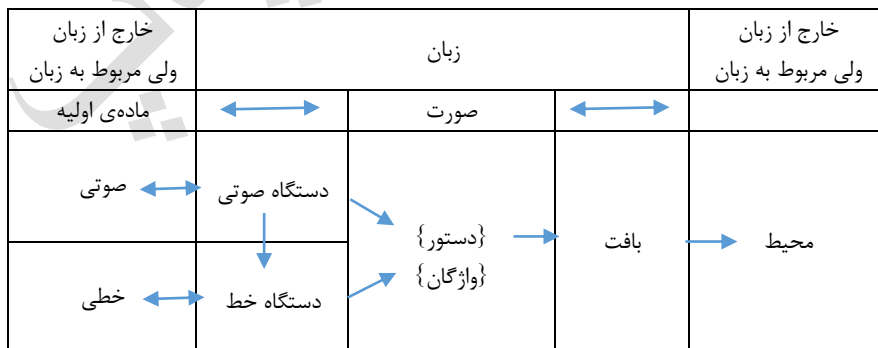 خارج از زبان
ولی مربوط به زبان
زبان
خارج از زبان
ولی مربوط به زبان
صورت
ماده‌ی اولیه
محیط
بافت
{دستور}
{واژگان}
دستگاه صوتی
صوتی
دستگاه خط
خطی